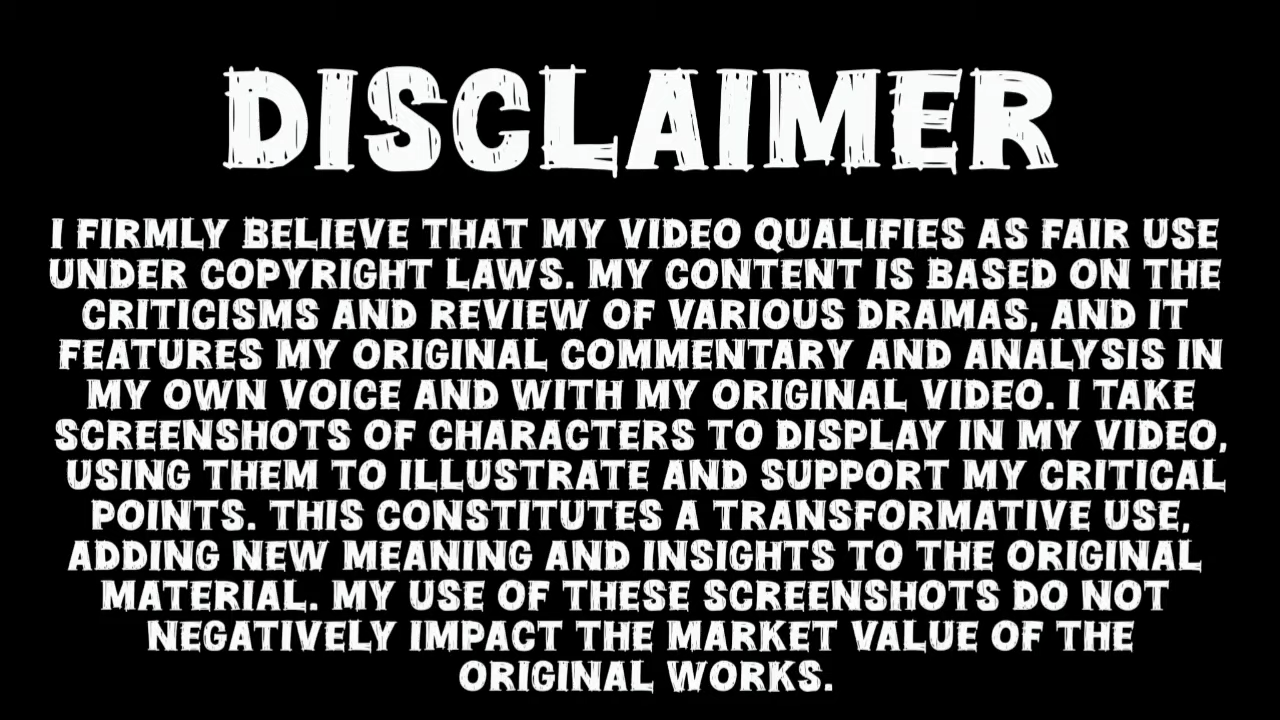 DISCLAIMER
I FIRMLY BELIEVE THAT MY VIDEO QUALIFIES AS FAIR USE
UNDER COPYRIGHT LAWS. MY CONTENT IS BASED ON THE
CRITICISMS AND REVIEW OF VARIOUS DRAMAS, AND IT
FEATURES MY ORIGINAL COMMENTARY AND ANALYSIS IN
MY OWN VOICE AND WITH MY ORIGINAL VIDEO. I TAKE
SCREENSHOTS OF CHARACTERS TO DISPLAY IN MY VIDEO,
USING THEM TO ILLUSTRATE AND SUPPORT MY CRITICAL
POINTS. THIS CONSTITUTES A TRANSFORMATIVE USE,
ADDING NEW MEANING AND INSIGHTS TO THE ORIGINAL
MATERIAL. MY USE OF THESE SCREENSHOTS DO NOT
NEGATIVELY IMPACT THE MARKET VALUE OF THE
ORIGINAL WORKS.